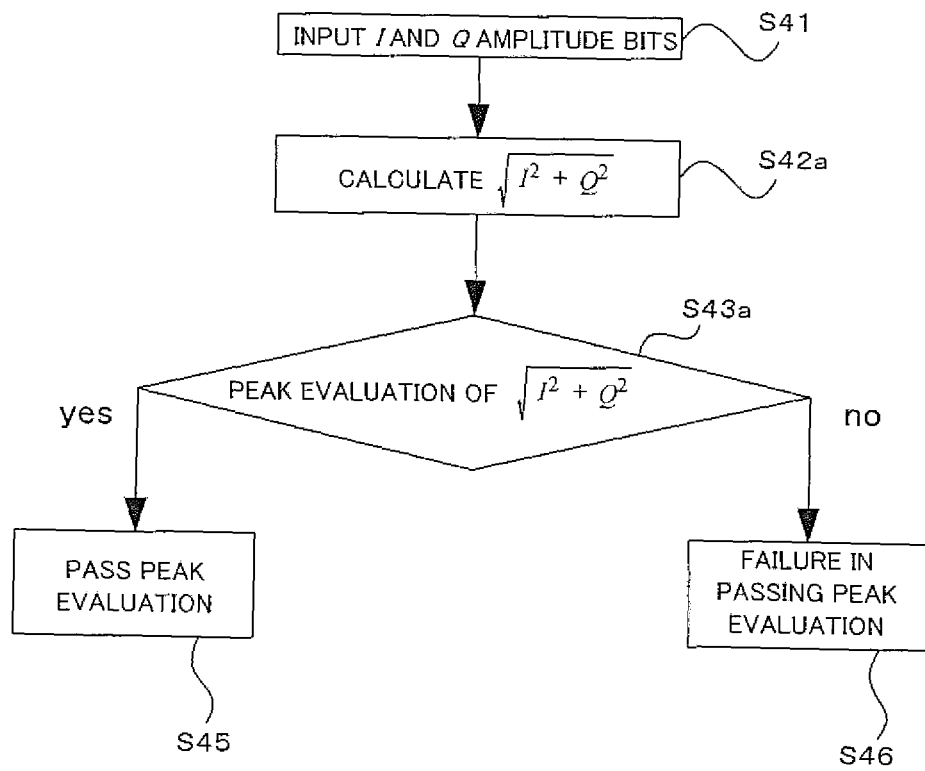 INPUT I AND Q AMPLITUDE BITS
S41
CALCULATE √(I² + Q²)
S42a
S43a
PEAK EVALUATION OF √(I² + Q²)
yes
no
PASS PEAK
EVALUATION
FAILURE IN
PASSING PEAK
EVALUATION
S45
S46